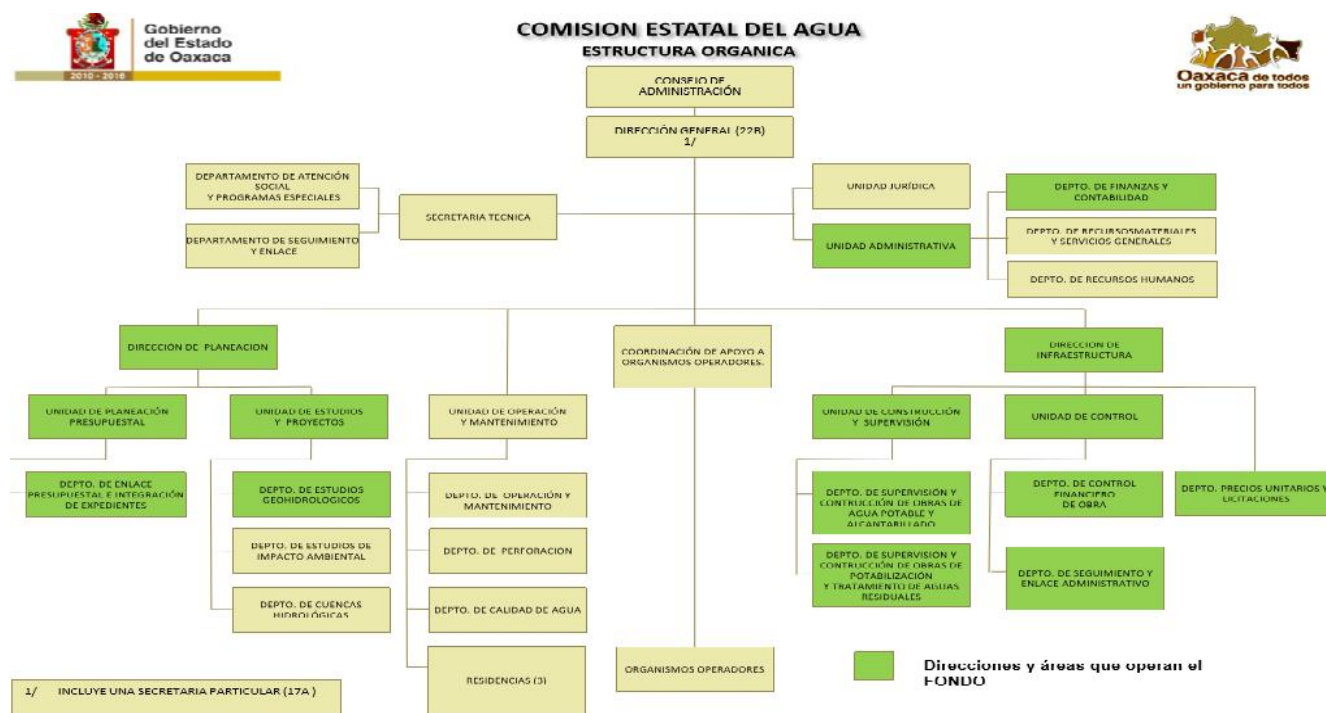 Gobierno
del Estado
de Oaxaca
2010 - 2016
COMISION ESTATAL DEL AGUA
ESTRUCTURA ORGANICA
Oaxaca de todos
un gobierno para todos
CONSEJO DE
ADMINISTRACIÓN
DIRECCIÓN GENERAL (22B)
1/
DEPARTAMENTO DE ATENCIÓN
SOCIAL
Y PROGRAMAS ESPECIALES
DEPARTAMENTO DE SEGUIMIENTO
Y ENLACE
SECRETARIA TECNICA
UNIDAD JURÍDICA
UNIDAD ADMINISTRATIVA
DEPTO. DE FINANZAS Y
CONTABILIDAD
DEPTO. DE RECURSOSMATERIALES
Y SERVICIOS GENERALES
DEPTO. DE RECURSOS HUMANOS
DIRECCIÓN DE PLANEACION
COORDINACIÓN DE APOYO A
ORGANISMOS OPERADORES.
DIRECCION DE
INFRAESTRUCTURA
UNIDAD DE PLANEACIÓN
PRESUPUESTAL
UNIDAD DE ESTUDIOS
Y PROYECTOS
UNIDAD DE OPERACIÓN
Y MANTENIMIENTO
UNIDAD DE CONSTRUCCIÓN
Y SUPERVISIÓN
UNIDAD DE CONTROL
DEPTO. DE ENLACE
PRESUPUESTAL E INTEGRACIÓN
DE EXPEDIENTES
DEPTO. DE ESTUDIOS
GEOHIDROLOGICOS
DEPTO. DE OPERACIÓN Y
MANTENIMIENTO
DEPTO. DE SUPERVISIÓN Y
CONTRUCCIÓN DE OBRAS DE
AGUA POTABLE Y
ALCANTARILLADO
DEPTO. DE CONTROL
FINANCIERO
DE OBRA
DEPTO. PRECIOS UNITARIOS Y
LICITACIONES
DEPTO. DE ESTUDIOS DE
IMPACTO AMBIENTAL
DEPTO. DE PERFORACION
DEPTO. DE SUPERVISION Y
CONTRUCCIÓN DE OBRAS DE
POTABILIZACIÓN
Y TRATAMIENTO DE AGUAS
RESIDUALES
DEPTO. DE SEGUIMIENTO Y
ENLACE ADMINISTRATIVO
DEPTO. DE CUENCAS
HIDROLÓGICAS
DEPTO. DE CALIDAD DE AGUA
RESIDENCIAS (3)
ORGANISMOS OPERADORES
Direcciones y áreas que operan el
FONDO
1/ INCLUYE UNA SECRETARIA PARTICULAR (17A )